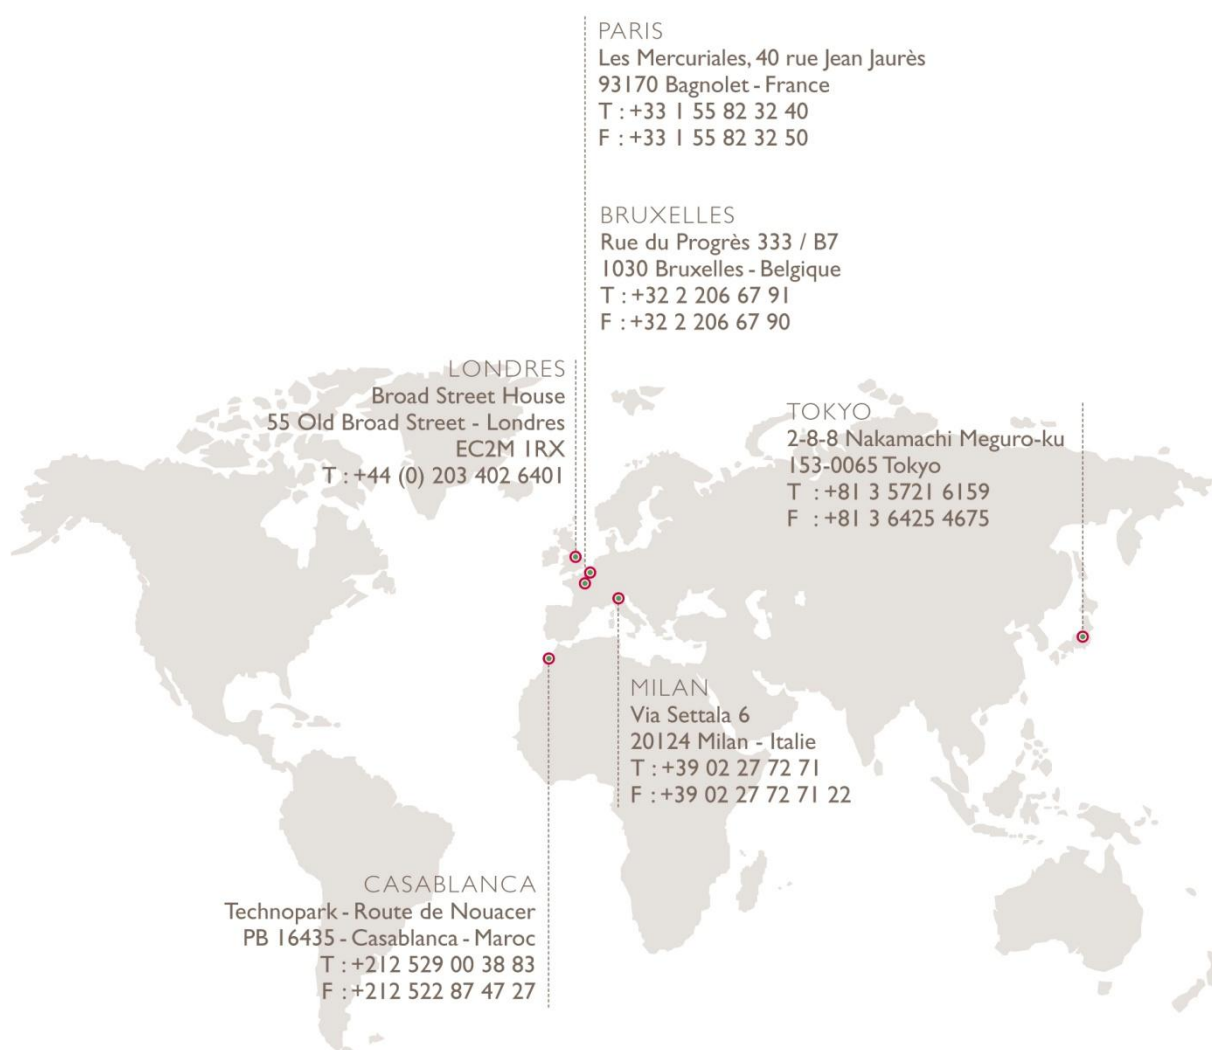 PARIS
Les Mercuriales, 40 rue Jean Jaurès
93170 Bagnolet - France
T : +33 1 55 82 32 40
F : +33 1 55 82 32 50
BRUXELLES
Rue du Progrès 333 / B7
1030 Bruxelles - Belgique
T : +32 2 206 67 91
F : +32 2 206 67 90
LONDRES
Broad Street House
55 Old Broad Street - Londres
EC2M 1RX
T : +44 (0) 203 402 6401
TOKYO
2-8-8 Nakamachi Meguro-ku
153-0065 Tokyo
T : +81 3 5721 6159
F : +81 3 6425 4675
MILAN
Via Settala 6
20124 Milan - Italie
T : +39 02 27 72 71
F : +39 02 27 72 71 22
CASABLANCA
Technopark - Route de Nouacer
PB 16435 - Casablanca - Maroc
T : +212 529 00 38 83
F : +212 522 87 47 27